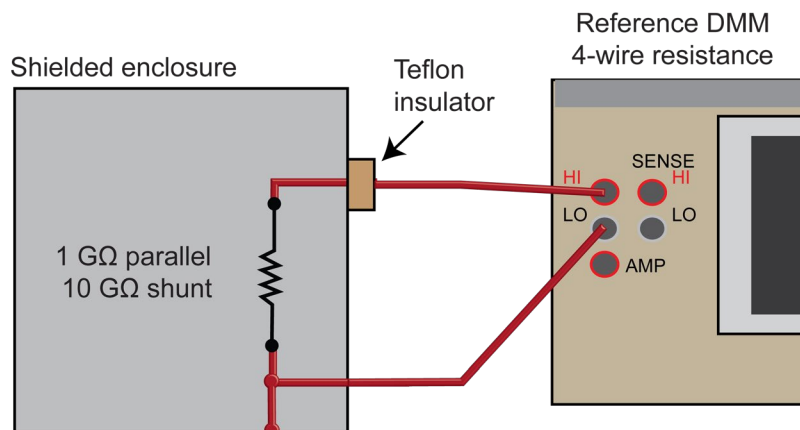 Reference DMM
4-wire resistance
Shielded enclosure
Teflon
insulator
SENSE
HI
HI
LO
LO
AMP
1 GΩ parallel
10 GΩ shunt